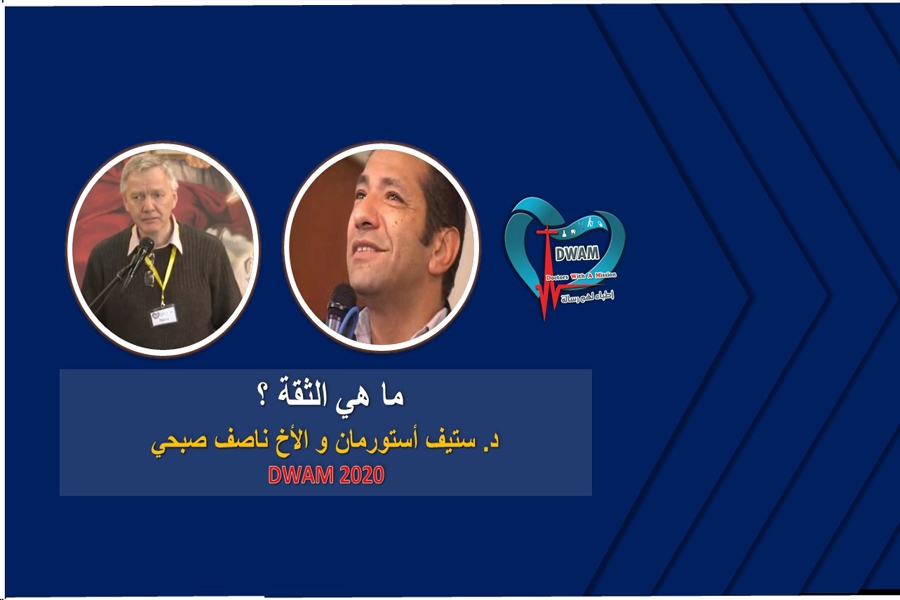 DWAM
Doctors With A Mission
أطباء لهم رسالة
ما هي الثقة ؟
د. ستيف أستورمان و الأخ ناصف صبحي
DWAM 2020